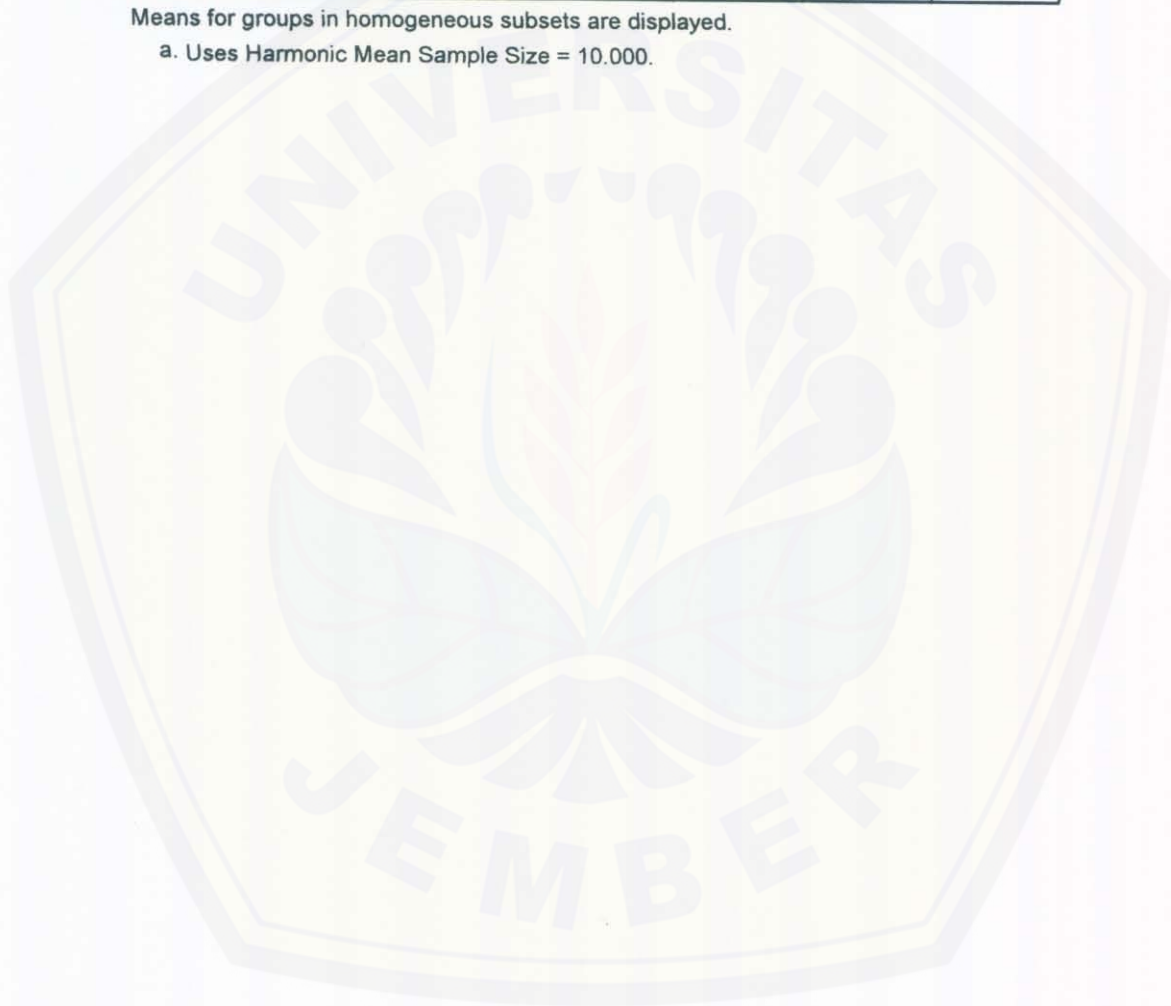 Means for groups in homogeneous subsets are displayed.
a. Uses Harmonic Mean Sample Size = 10.000.
UNIVERSITAS
JEMBER